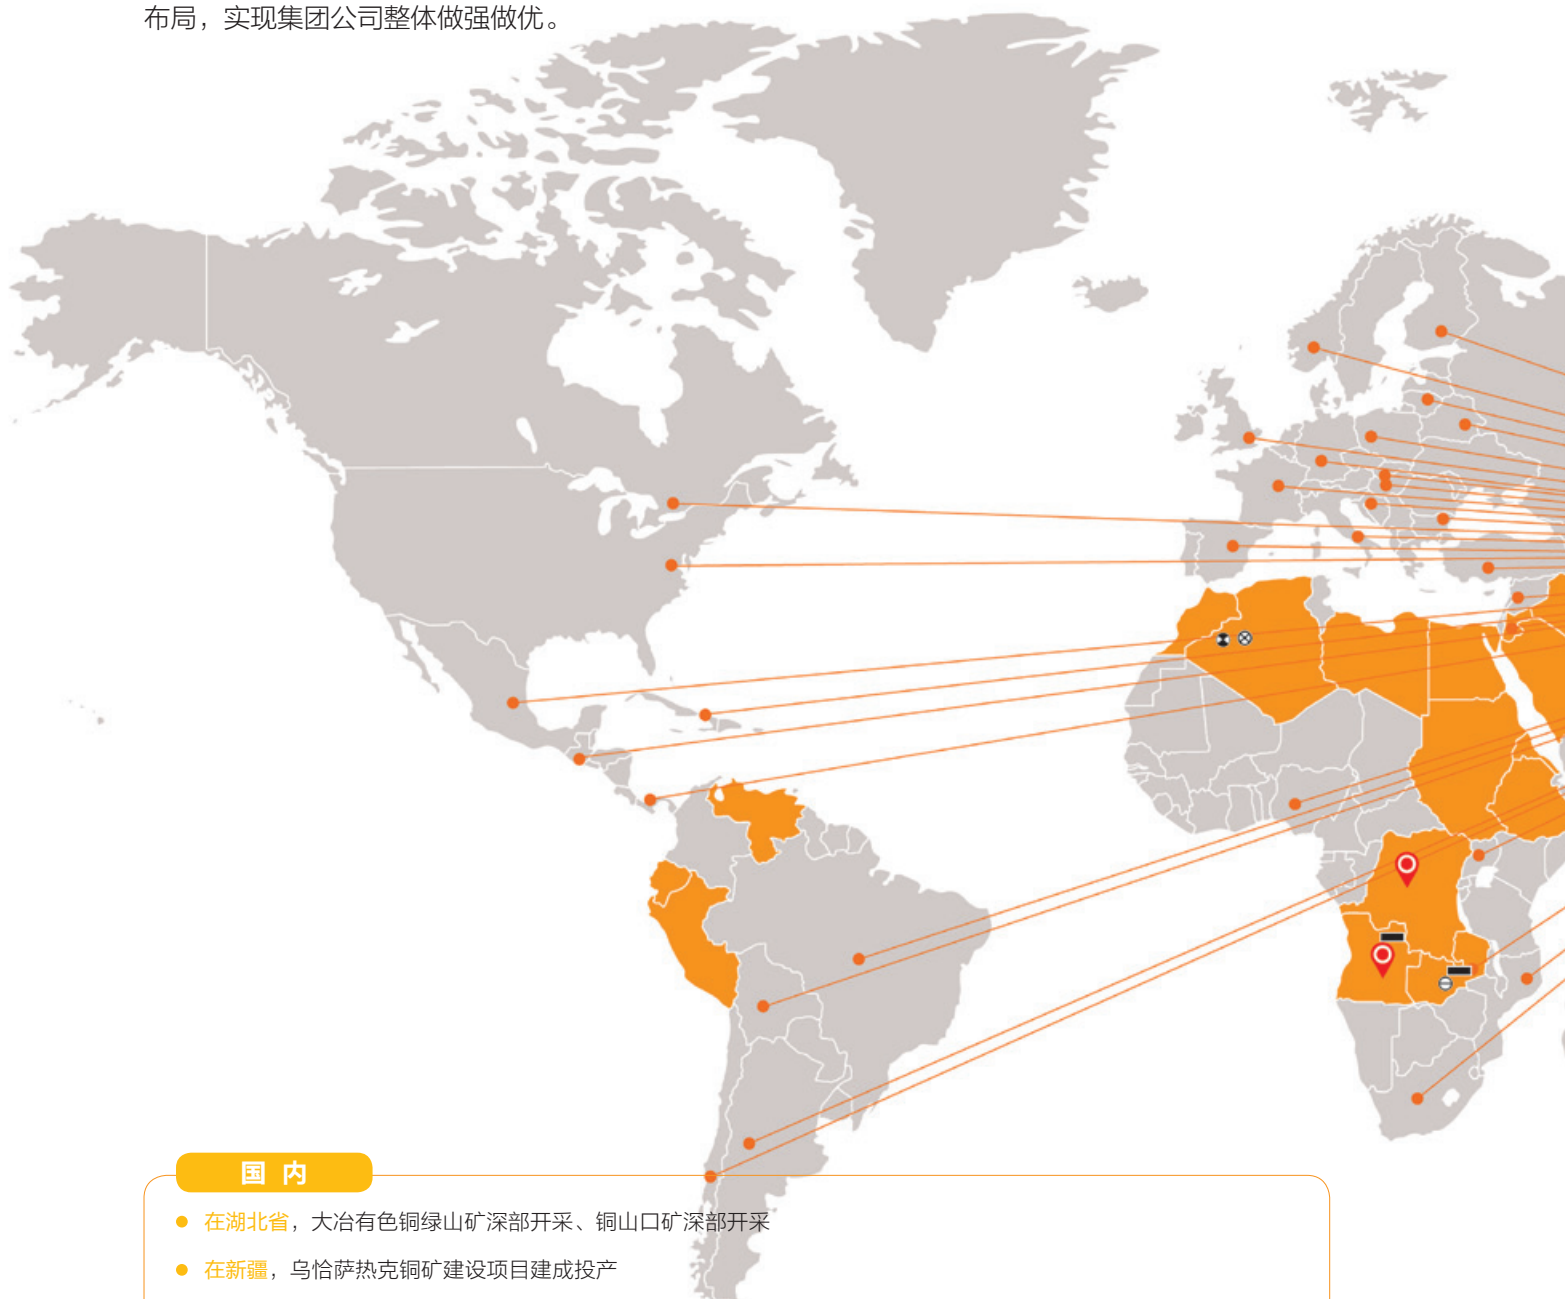 布局，实现集团公司整体做强做优。
国内
在湖北省，大冶有色铜绿山矿深部开采、铜山口矿深部开采
在新疆，乌恰萨热克铜矿建设项目建成投产